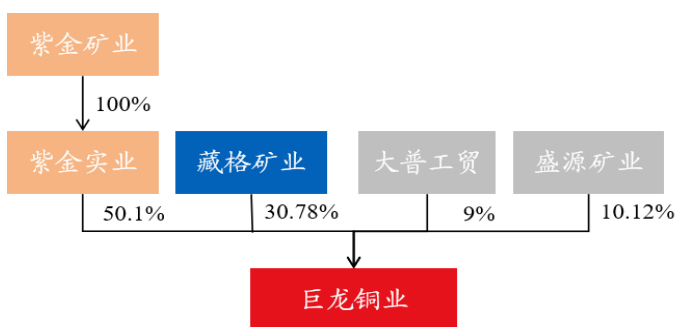 紫金矿业
100%
紫金实业
藏格矿业
大普工贸
盛源矿业
50.1%
30.78%
9%
10.12%
巨龙铜业